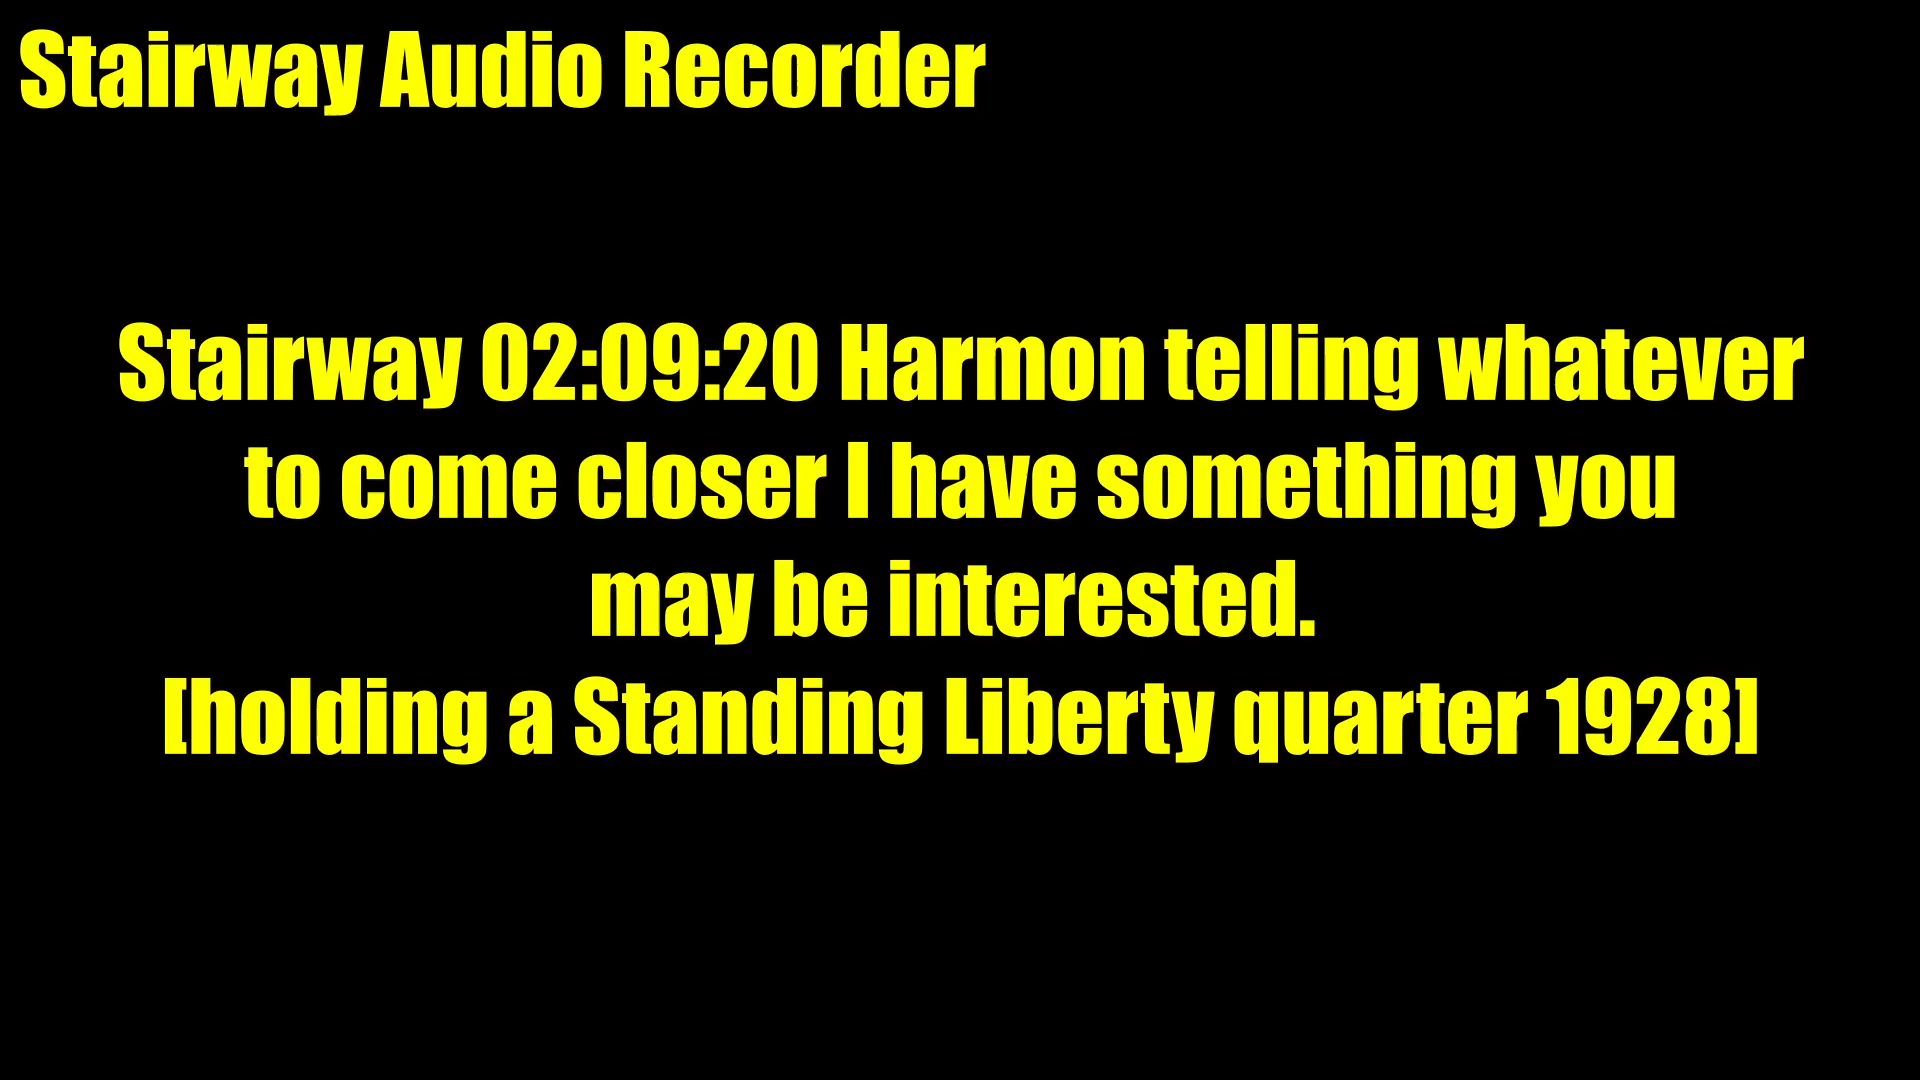 Stairway Audio Recorder
Stairway 02:09:20 Harmon telling whatever
to come closer I have something you
may be interested.
[holding a Standing Liberty quarter 1928]